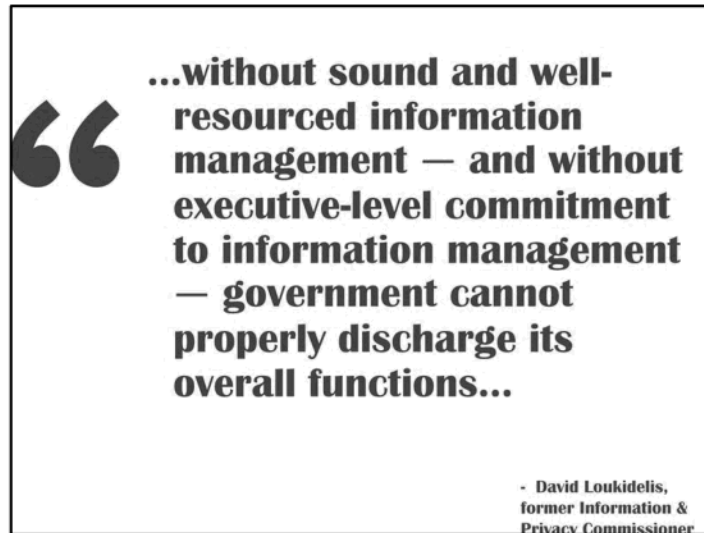 “
...without sound and well-
resourced information
management — and without
executive-level commitment
to information management
— government cannot
properly discharge its
overall functions...
- David Loukidelis,
former Information &
Privacy Commissioner